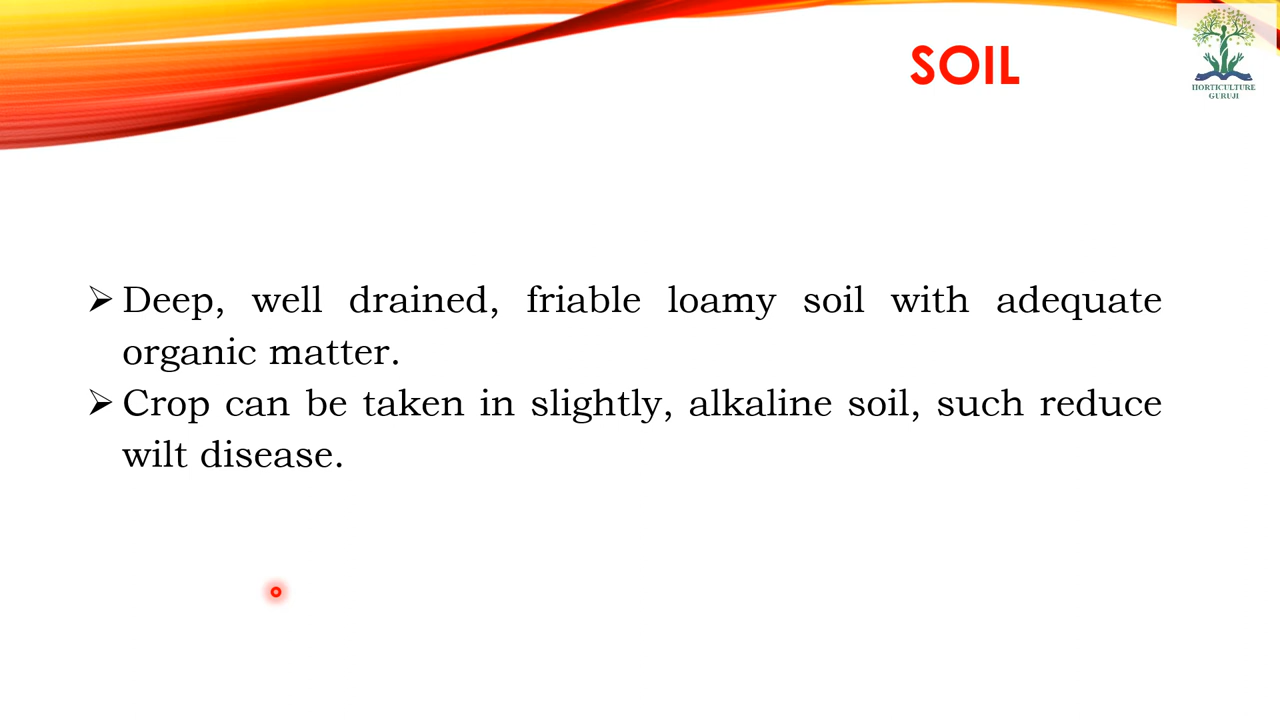 SOIL
HORTICULTURE
GURUJI
➢ Deep, well drained, friable loamy soil with adequate
organic matter.
➢ Crop can be taken in slightly, alkaline soil, such reduce
wilt disease.